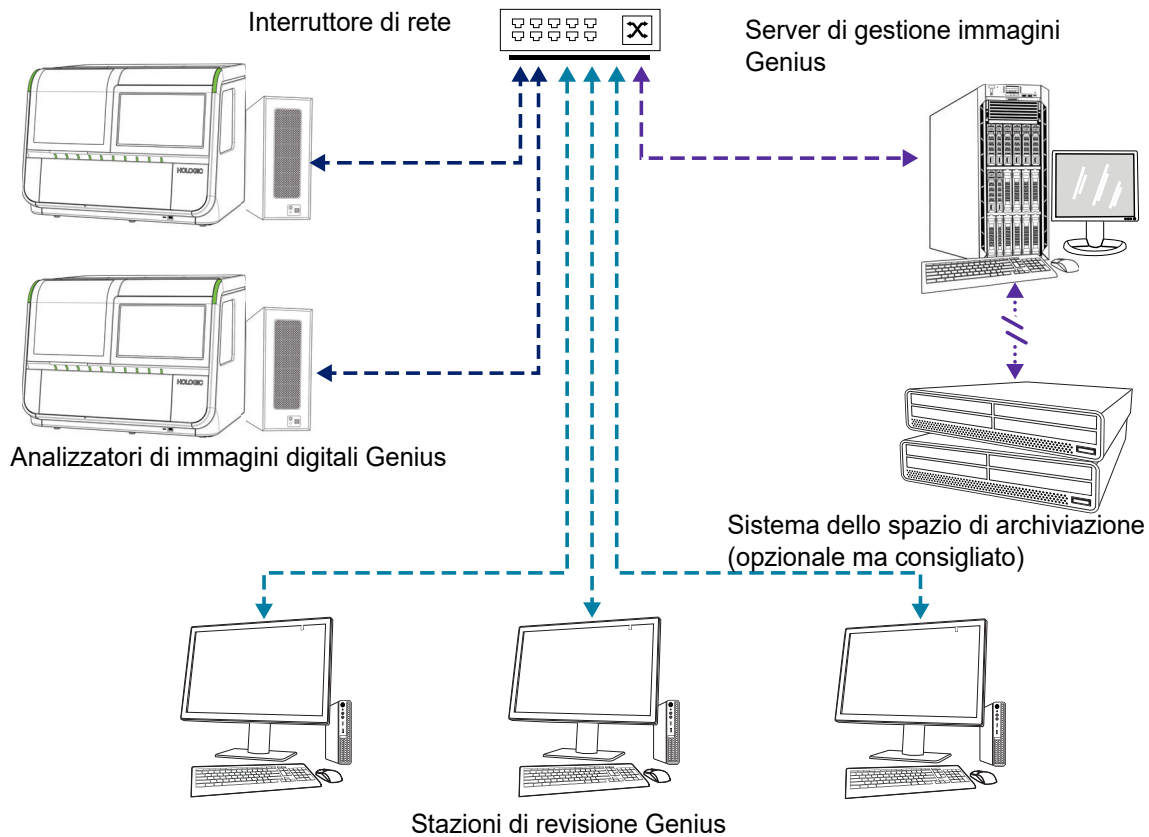 Interruttore di rete
Server di gestione immagini
Genius
HOLOGIC
HOLOGIC
Analizzatori di immagini digitali Genius
Sistema dello spazio di archiviazione
(opzionale ma consigliato)
Stazioni di revisione Genius